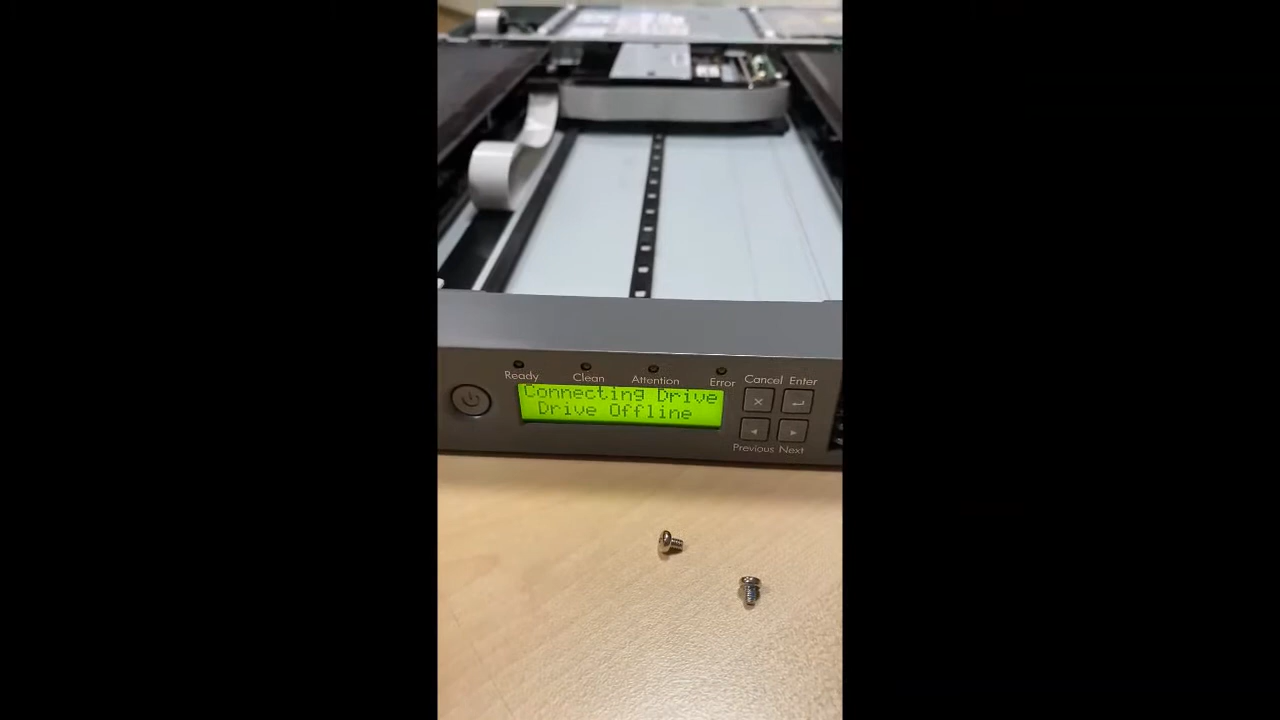 Ready Clean Attention Error Cancel Enter
Connecting Drive
Drive Offline
Previous Next